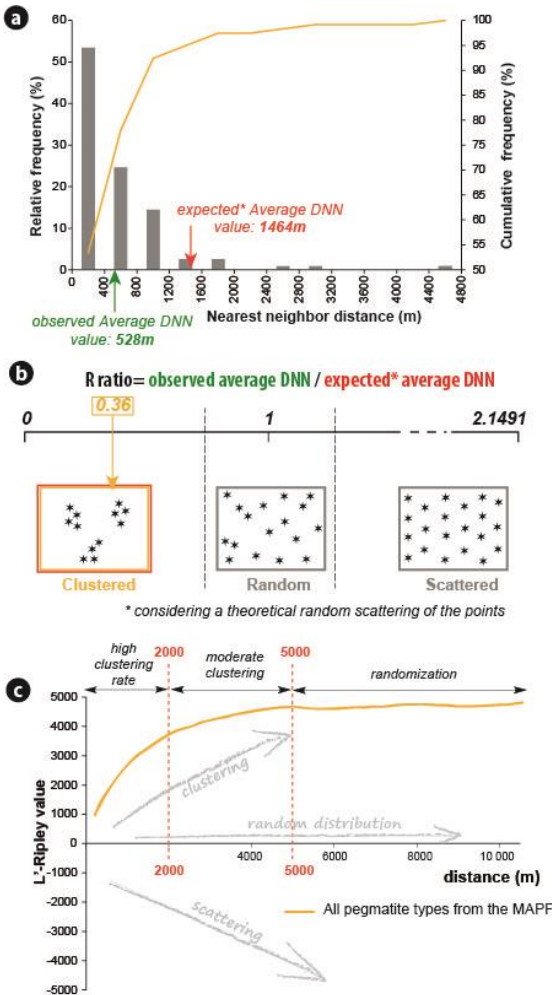 a
60
50
40
30
20
10
0
Relative frequency (%)
100
95
90
85
80
75
70
65
60
55
50
Cumulative frequency (%)
expected* Average DNN
value: 1464m
0
400
800
1200
1600
2000
2400
2800
3200
3600
4000
4400
4800
Nearest neighbor distance (m)
observed Average DNN
value: 528m
b
R ratio= observed average DNN / expected* average DNN
0
0.36
1
2.1491
Clustered
Random
Scattered
* considering a theoretical random scattering of the points
c
high
clustering
rate
2000
moderate
clustering
5000
randomization
5000
4000
3000
2000
1000
0
-1000
-2000
-3000
-4000
-5000
L'-Ripley value
clustering
random distribution
scattering
2000
4000
5000
6000
8000
10 000
distance (m)
All pegmatite types from the MAPF